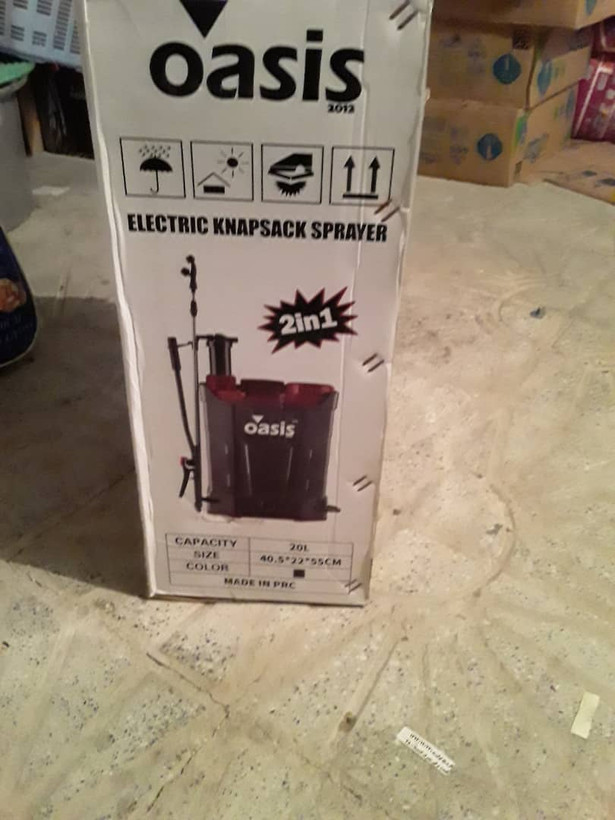 oasis
2012
ELECTRIC KNAPSACK SPRAYER
2in1
oasis
CAPACITY 20L
SIZE 40.5*22*55CM
COLOR
MADE IN PRC